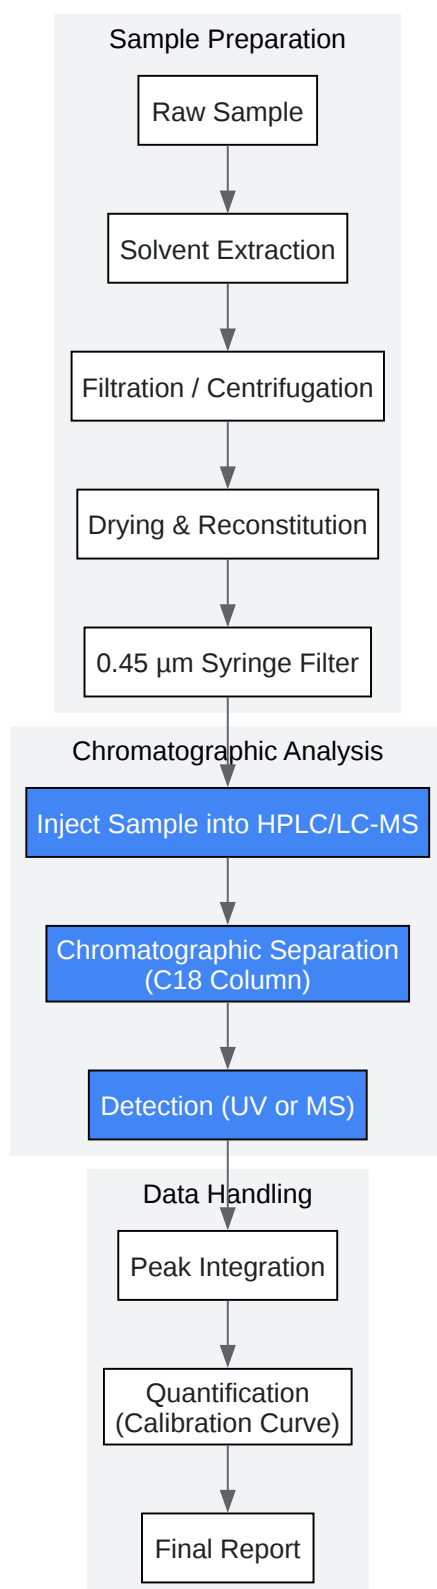 Sample Preparation
Raw Sample
Solvent Extraction
Filtration / Centrifugation
Drying & Reconstitution
0.45 µm Syringe Filter
Chromatographic Analysis
Inject Sample into HPLC/LC-MS
Chromatographic Separation
(C18 Column)
Detection (UV or MS)
Data Handling
Peak Integration
Quantification
(Calibration Curve)
Final Report